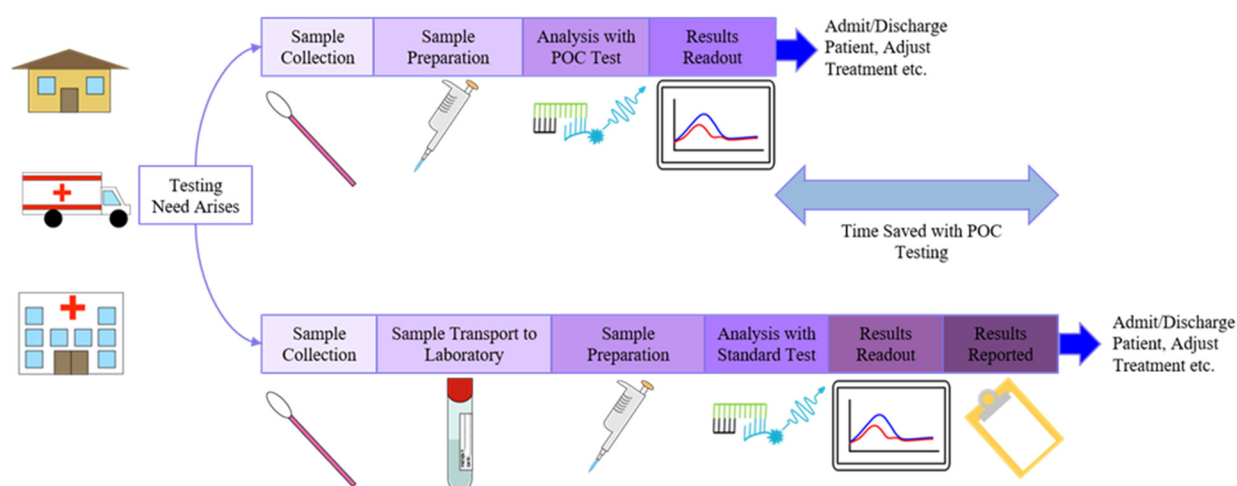 Sample
Collection
Sample
Preparation
Analysis with
POC Test
Results
Readout
Admit/Discharge
Patient, Adjust
Treatment etc.
Testing
Need Arises
Time Saved with POC
Testing
Sample
Collection
Sample Transport to
Laboratory
Sample
Preparation
Analysis with
Standard Test
Results
Readout
Results
Reported
Admit/Discharge
Patient, Adjust
Treatment etc.